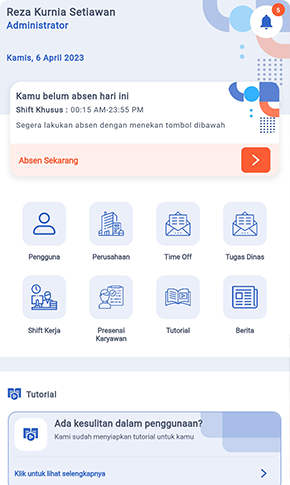 Reza Kurnia Setiawan
5
Administrator
Kamis, 6 April 2023
Kamu belum absen hari ini
Shift Khusus : 00:15 AM-23:55 PM
Segera lakukan absen dengan menekan tombol dibawah
Absen Sekarang
Pengguna
Perusahaan
Time Off
Tugas Dinas
Shift Kerja
Presensi
Karyawan
Tutorial
Berita
Tutorial
Ada kesulitan dalam penggunaan?
Kami sudah menyiapkan tutorial untuk kamu
Klik untuk lihat selengkapnya